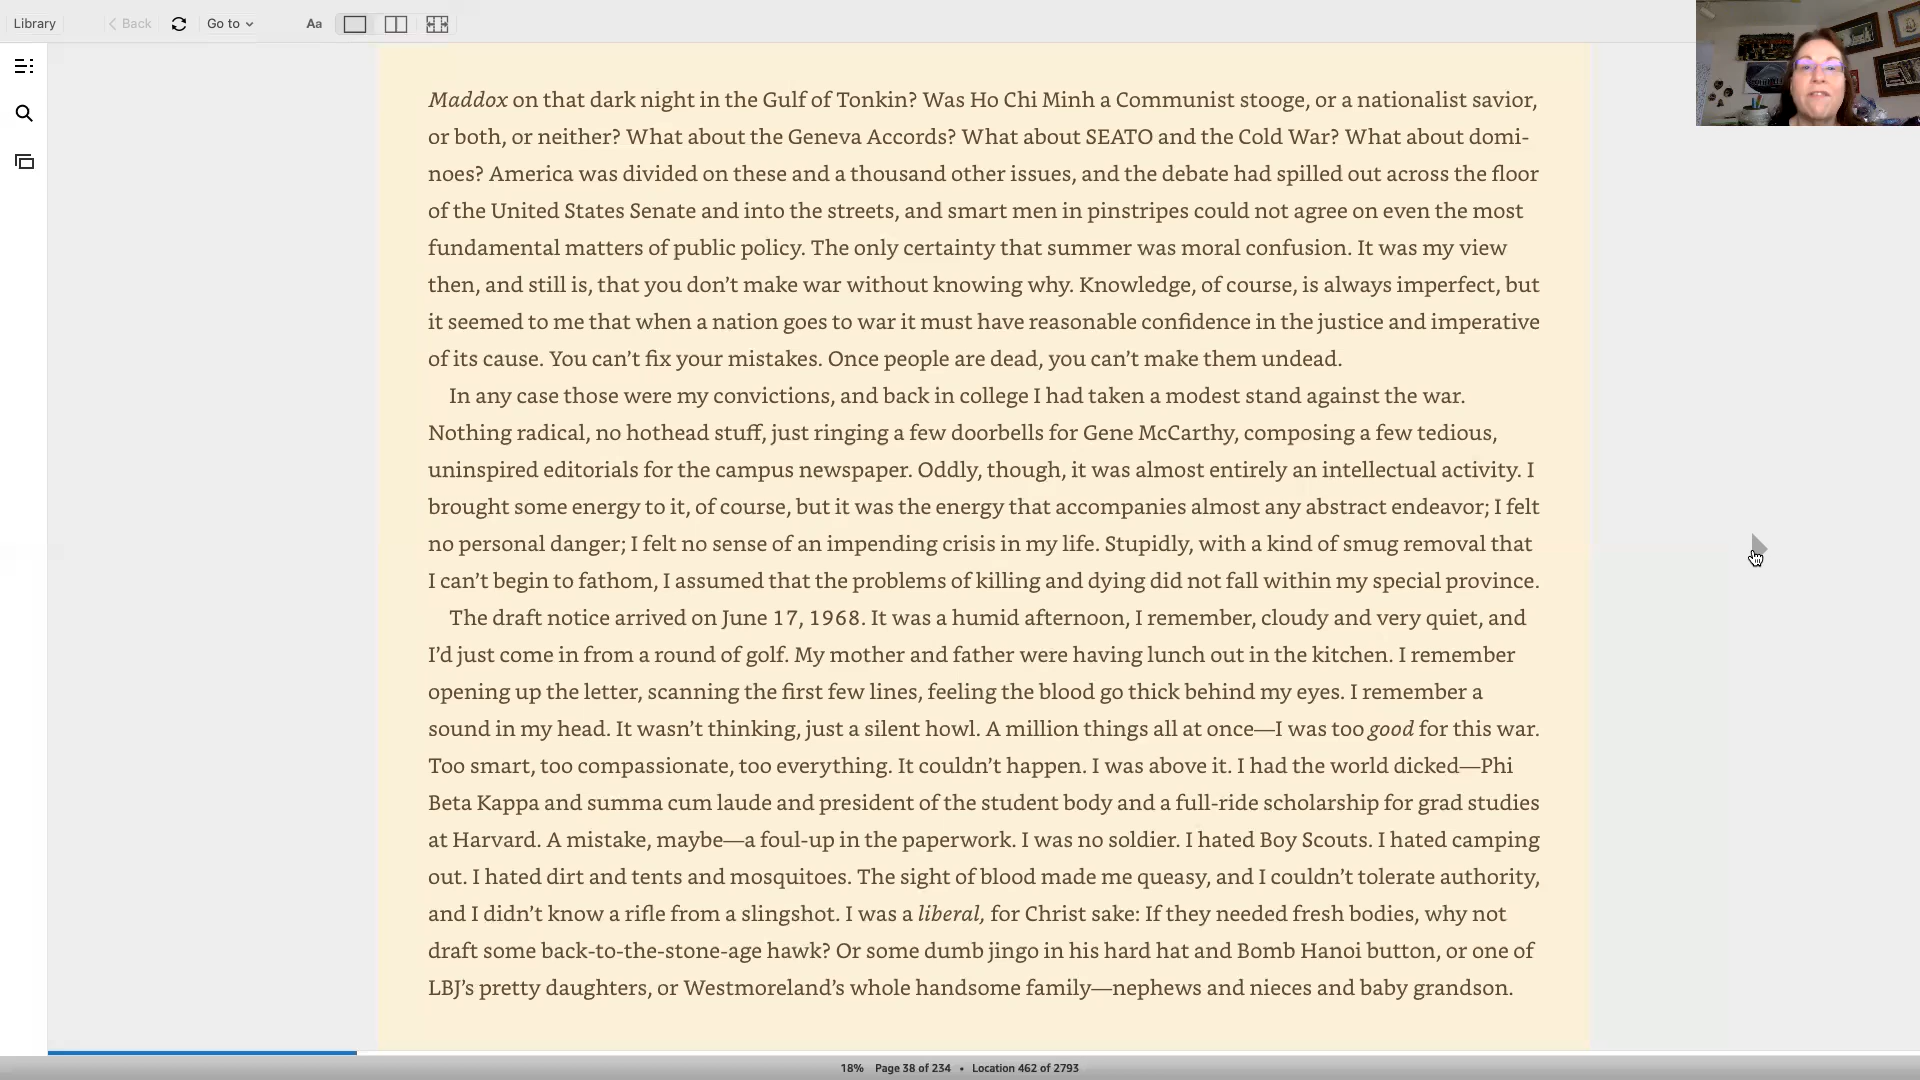 Library
Back
Go to
Aa
Maddox on that dark night in the Gulf of Tonkin? Was Ho Chi Minh a Communist stooge, or a nationalist savior,
or both, or neither? What about the Geneva Accords? What about SEATO and the Cold War? What about domi-
noes? America was divided on these and a thousand other issues, and the debate had spilled out across the floor
of the United States Senate and into the streets, and smart men in pinstripes could not agree on even the most
fundamental matters of public policy. The only certainty that summer was moral confusion. It was my view
then, and still is, that you don’t make war without knowing why. Knowledge, of course, is always imperfect, but
it seemed to me that when a nation goes to war it must have reasonable confidence in the justice and imperative
of its cause. You can’t fix your mistakes. Once people are dead, you can’t make them undead.
In any case those were my convictions, and back in college I had taken a modest stand against the war.
Nothing radical, no hothead stuff, just ringing a few doorbells for Gene McCarthy, composing a few tedious,
uninspired editorials for the campus newspaper. Oddly, though, it was almost entirely an intellectual activity. I
brought some energy to it, of course, but it was the energy that accompanies almost any abstract endeavor; I felt
no personal danger; I felt no sense of an impending crisis in my life. Stupidly, with a kind of smug removal that
I can’t begin to fathom, I assumed that the problems of killing and dying did not fall within my special province.
The draft notice arrived on June 17, 1968. It was a humid afternoon, I remember, cloudy and very quiet, and
I’d just come in from a round of golf. My mother and father were having lunch out in the kitchen. I remember
opening up the letter, scanning the first few lines, feeling the blood go thick behind my eyes. I remember a
sound in my head. It wasn’t thinking, just a silent howl. A million things all at once—I was too good for this war.
Too smart, too compassionate, too everything. It couldn’t happen. I was above it. I had the world dicked—Phi
Beta Kappa and summa cum laude and president of the student body and a full-ride scholarship for grad studies
at Harvard. A mistake, maybe—a foul-up in the paperwork. I was no soldier. I hated Boy Scouts. I hated camping
out. I hated dirt and tents and mosquitoes. The sight of blood made me queasy, and I couldn’t tolerate authority,
and I didn’t know a rifle from a slingshot. I was a liberal, for Christ sake: If they needed fresh bodies, why not
draft some back-to-the-stone-age hawk? Or some dumb jingo in his hard hat and Bomb Hanoi button, or one of
LBJ’s pretty daughters, or Westmoreland’s whole handsome family—nephews and nieces and baby grandson.
18% Page 38 of 234 • Location 462 of 2793